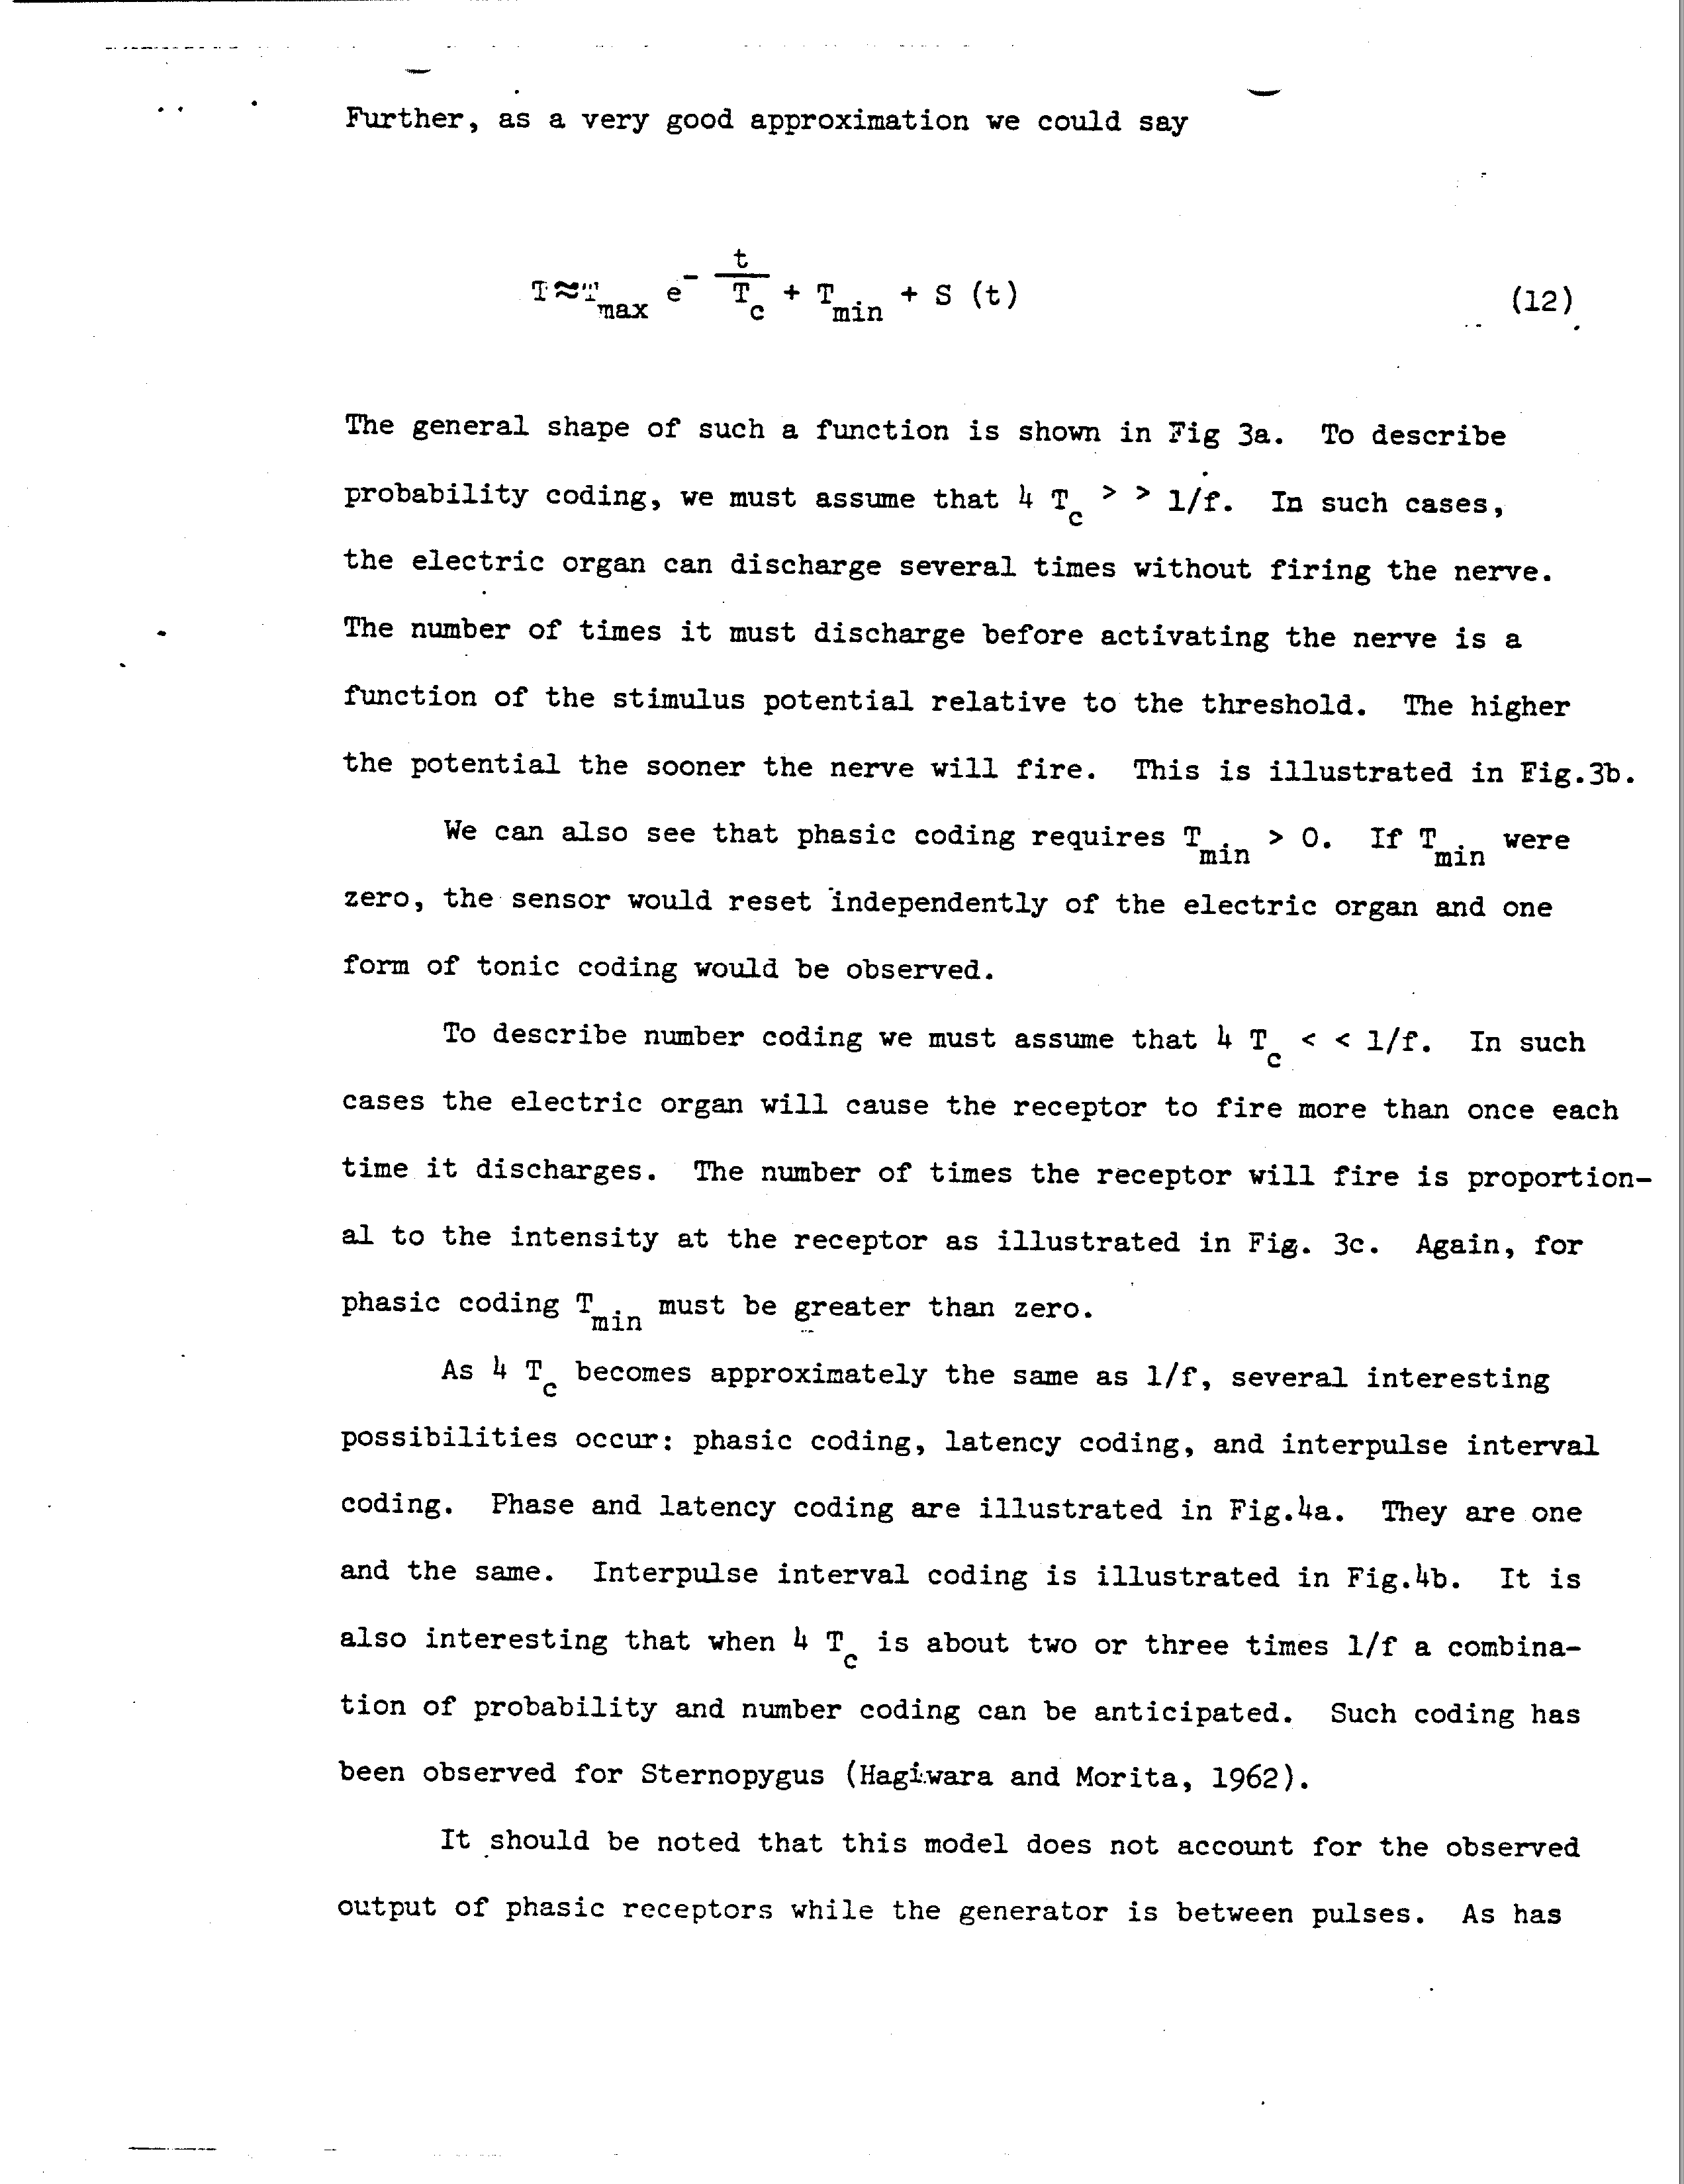 Further, as a very good approximation we could say
T≈T_max e^(- t/T_c) + T_min + S (t) (12)
The general shape of such a function is shown in Fig 3a. To describe
probability coding, we must assume that 4 T_c > > 1/f. In such cases,
the electric organ can discharge several times without firing the nerve.
The number of times it must discharge before activating the nerve is a
function of the stimulus potential relative to the threshold. The higher
the potential the sooner the nerve will fire. This is illustrated in Fig.3b.
We can also see that phasic coding requires T_min > 0. If T_min were
zero, the sensor would reset independently of the electric organ and one
form of tonic coding would be observed.
To describe number coding we must assume that 4 T_c < < 1/f. In such
cases the electric organ will cause the receptor to fire more than once each
time it discharges. The number of times the receptor will fire is proportion-
al to the intensity at the receptor as illustrated in Fig. 3c. Again, for
phasic coding T_min must be greater than zero.
As 4 T_c becomes approximately the same as 1/f, several interesting
possibilities occur: phasic coding, latency coding, and interpulse interval
coding. Phase and latency coding are illustrated in Fig.4a. They are one
and the same. Interpulse interval coding is illustrated in Fig.4b. It is
also interesting that when 4 T_c is about two or three times 1/f a combina-
tion of probability and number coding can be anticipated. Such coding has
been observed for Sternopygus (Hagiwara and Morita, 1962).
It should be noted that this model does not account for the observed
output of phasic receptors while the generator is between pulses. As has